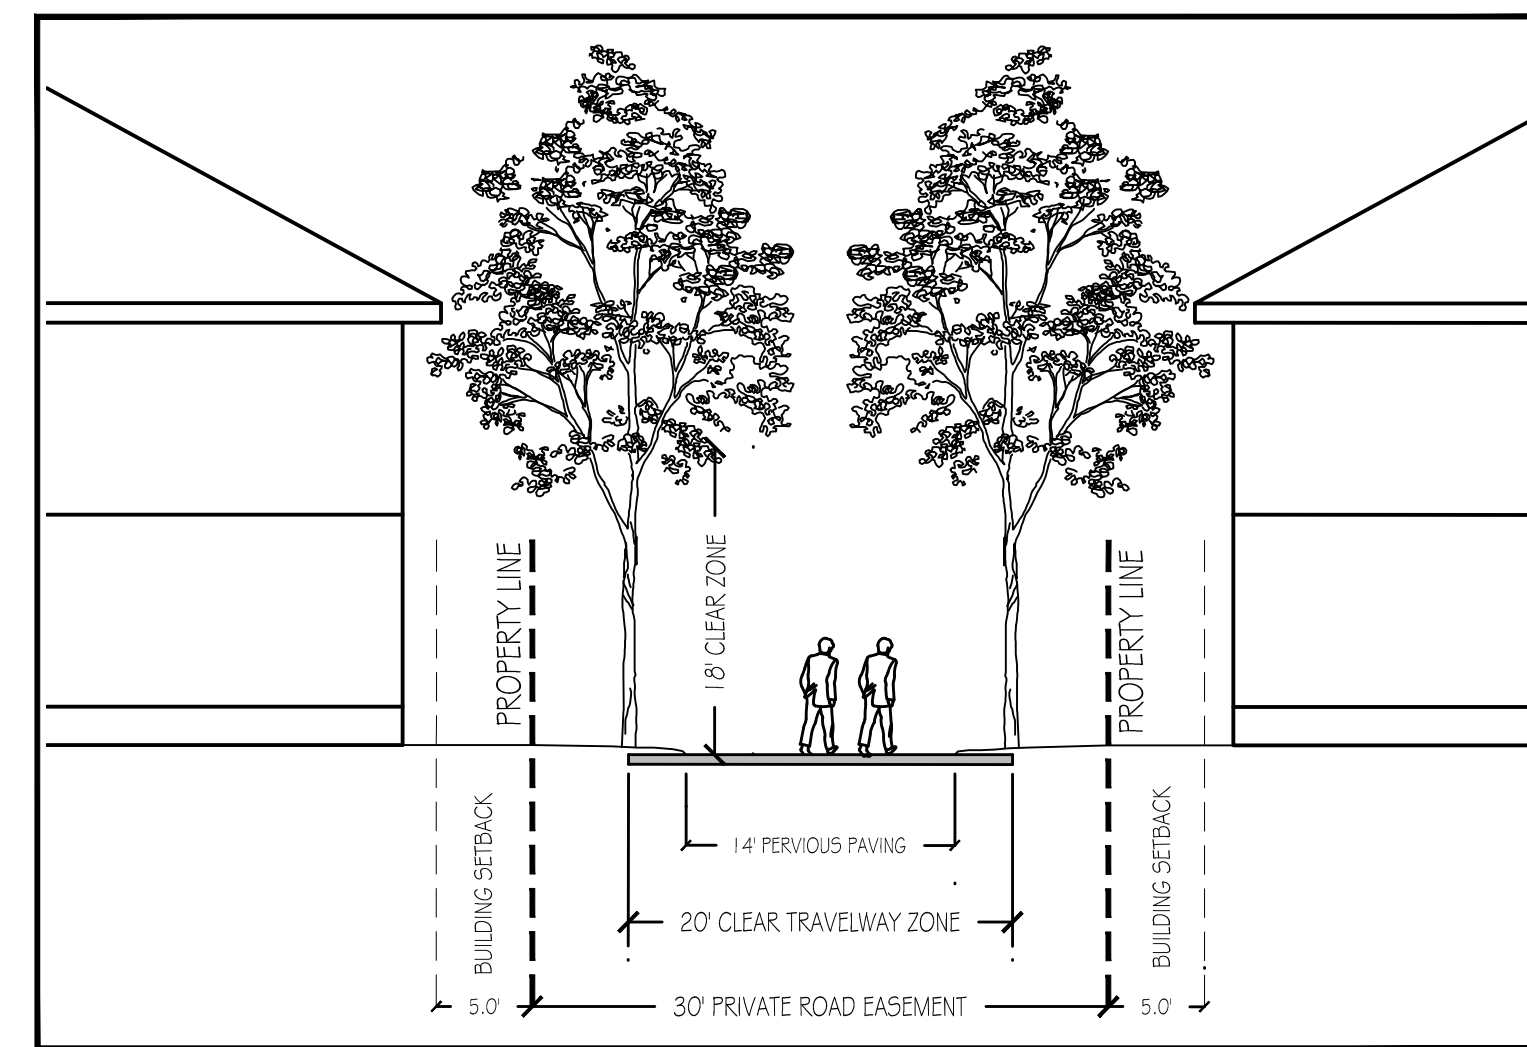 PROPERTY LINE
18' CLEAR ZONE
PROPERTY LINE
BUILDING SETBACK
14' PERVIOUS PAVING
BUILDING SETBACK
20' CLEAR TRAVELWAY ZONE
5.0'
30' PRIVATE ROAD EASEMENT
5.0'